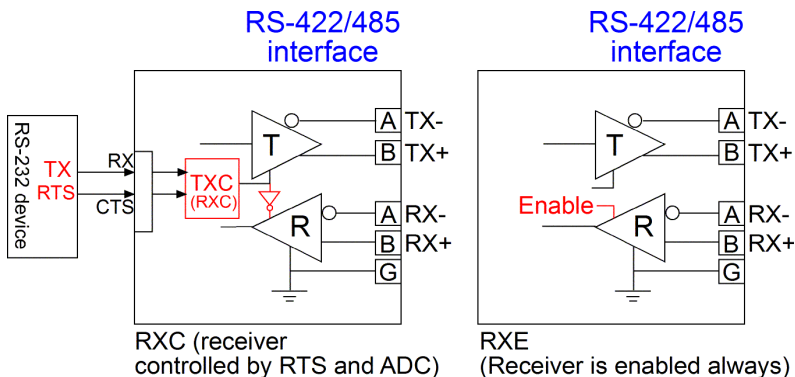 RS-422/485
interface
RS-422/485
interface
RS-232 device
TX
RTS
RX
CTS
TXC
(RXC)
T
R
A TX-
B TX+
A RX-
B RX+
G
Enable
T
R
A TX-
B TX+
A RX-
B RX+
G
RXC (receiver
controlled by RTS and ADC)
RXE
(Receiver is enabled always)